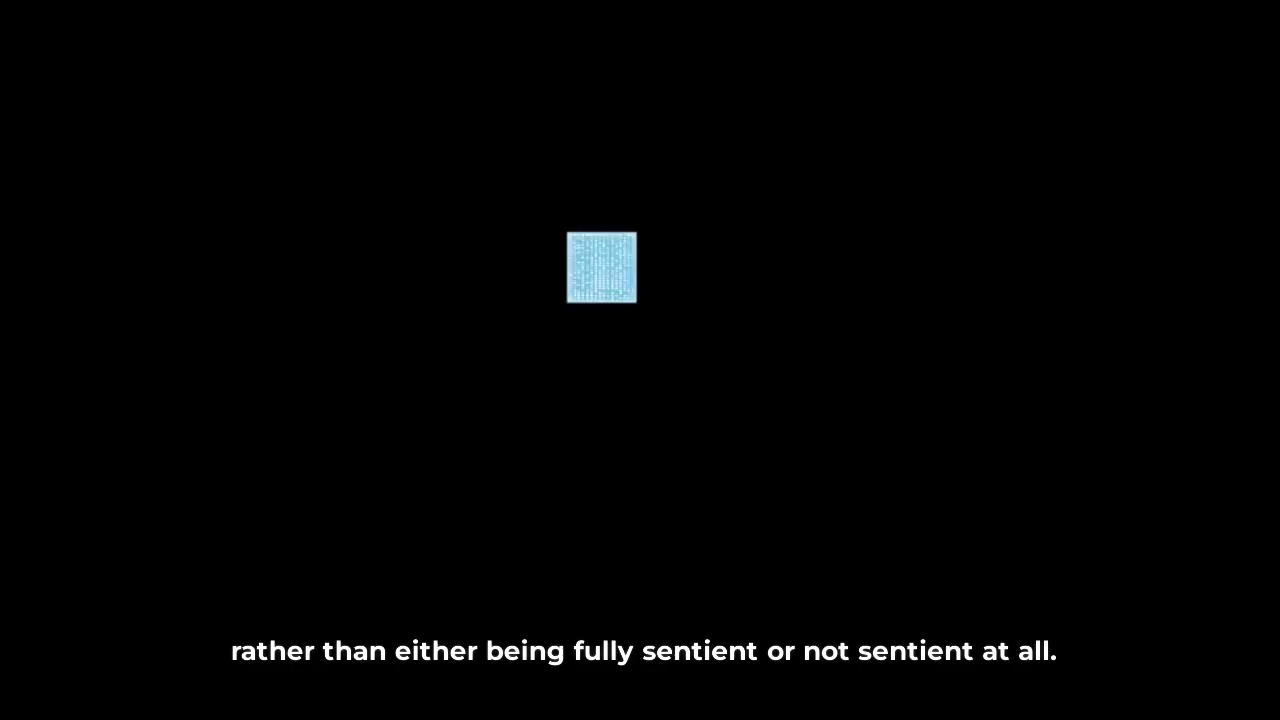 rather than either being fully sentient or not sentient at all.